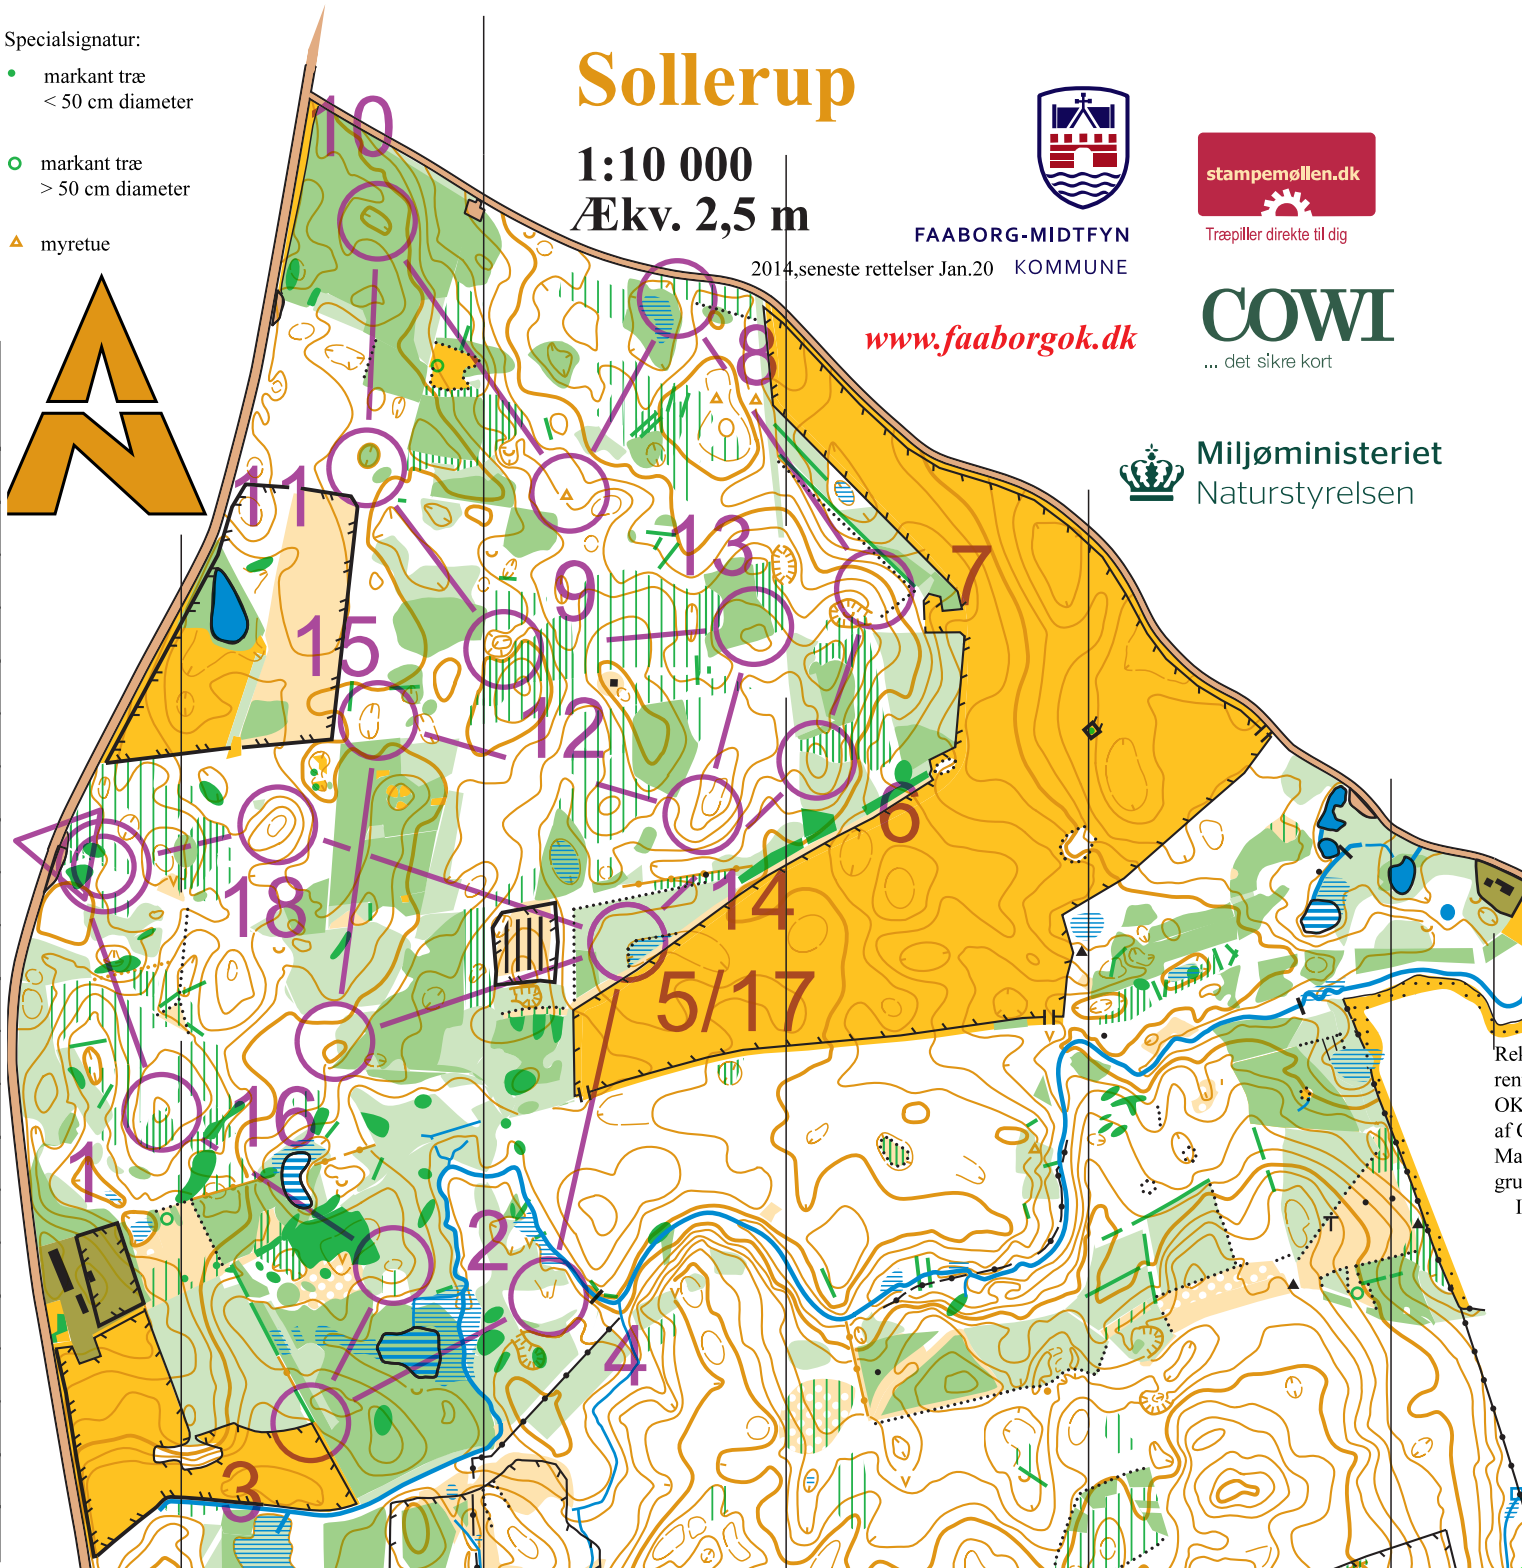 Specialsignatur:
markant træ
< 50 cm diameter
markant træ
> 50 cm diameter
myretue
Sollerup
1:10 000
Ækv. 2,5 m
2014,seneste rettelser Jan.20
FAABORG-MIDTFYN
KOMMUNE
www.faaborgok.dk
stampemøllen.dk
Træpiller direkte til dig
COWI
... det sikre kort
Miljøministeriet
Naturstyrelsen
10
8
11
13
7
9
15
12
6
18
14
5/17
16
1
2
4
3
OK